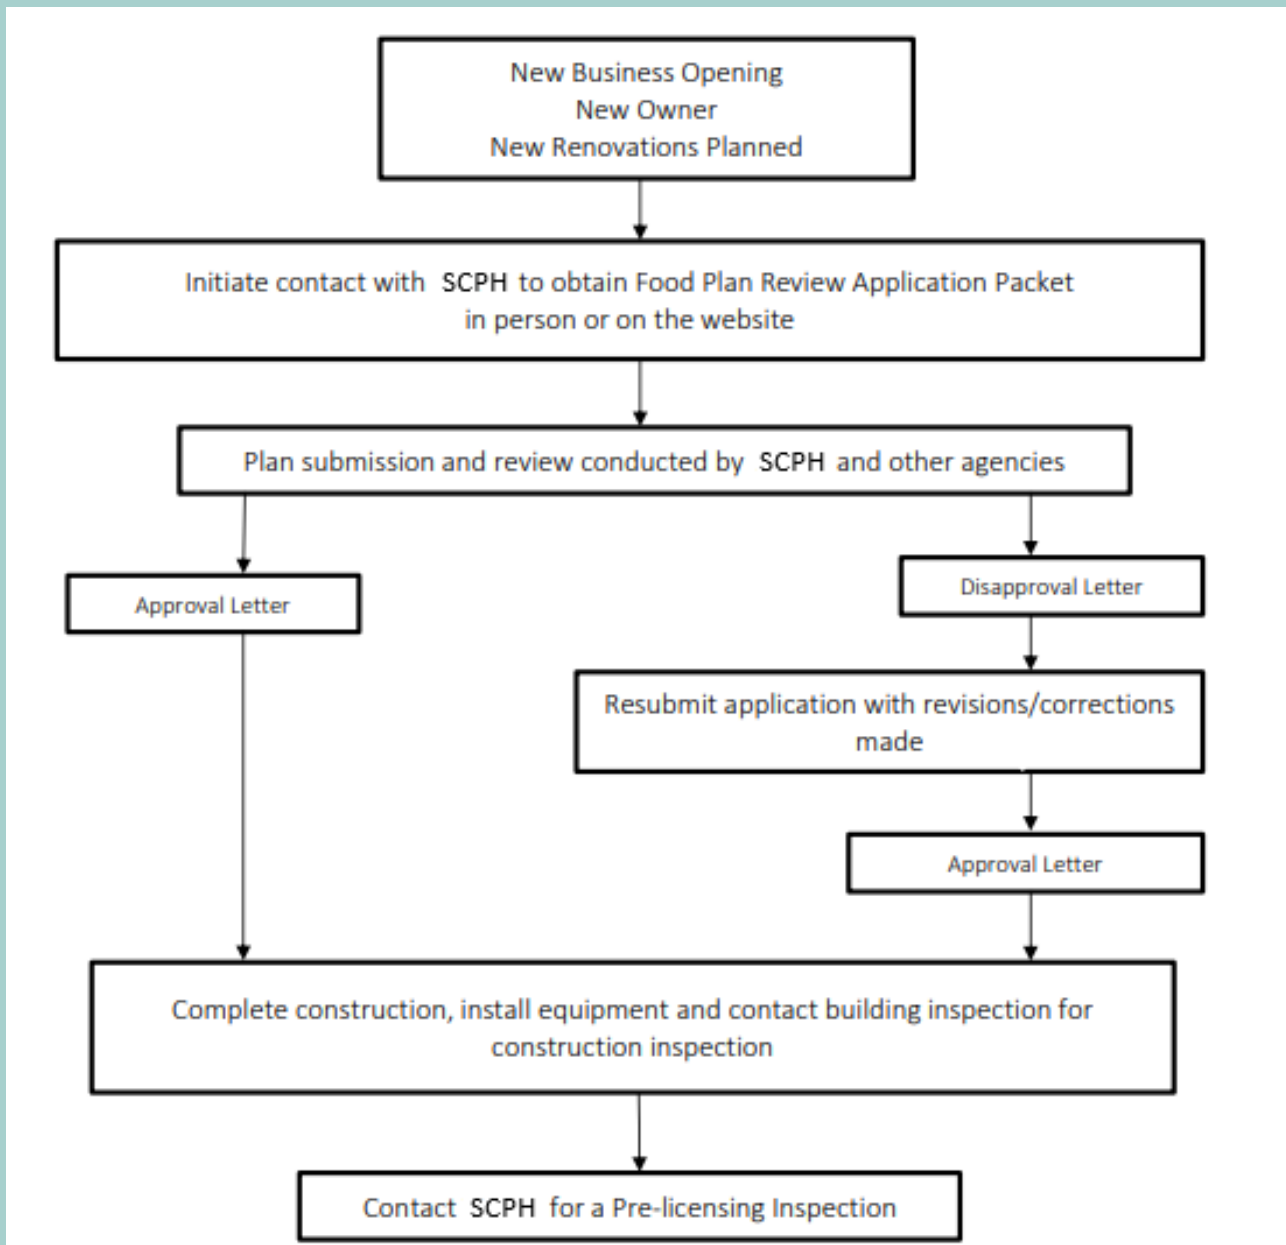 New Business Opening
New Owner
New Renovations Planned
Initiate contact with SCPH to obtain Food Plan Review Application Packet
in person or on the website
Plan submission and review conducted by SCPH and other agencies
Approval Letter
Disapproval Letter
Resubmit application with revisions/corrections
made
Approval Letter
Complete construction, install equipment and contact building inspection for
construction inspection
Contact SCPH for a Pre-licensing Inspection